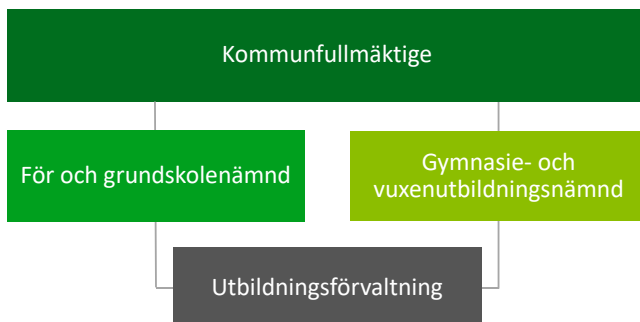 Kommunfullmäktige
För och grundskolenämnd
Gymnasie- och
vuxenutbildningsnämnd
Utbildningsförvaltning